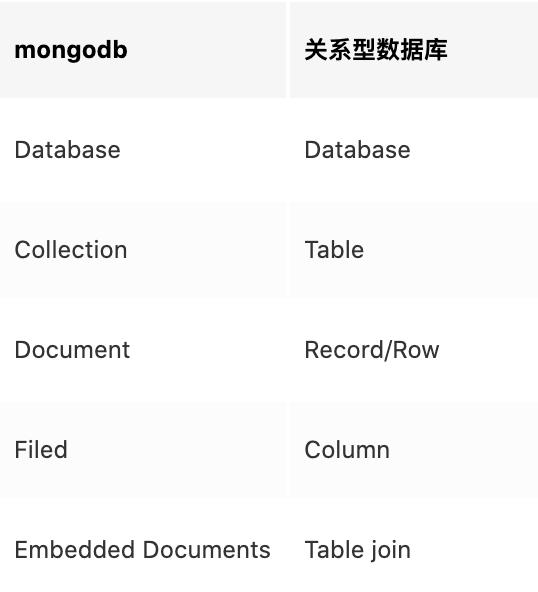 mongodb 关系型数据库
Database Database
Collection Table
Document Record/Row
Filed Column
Embedded Documents Table join